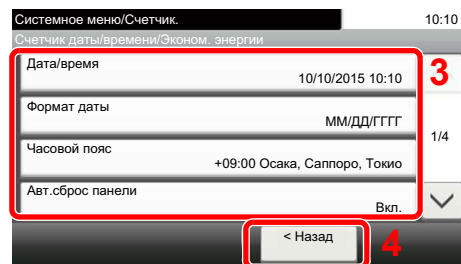 Системное меню/Счетчик.
10:10
Счетчик даты/времени/Эконом. энергии
Дата/время
10/10/2015 10:10
3
Формат даты
ММ/ДД/ГГГГ
1/4
Часовой пояс
+09:00 Осака, Саппоро, Токио
Авт.сброс панели
Вкл.
< Назад
4